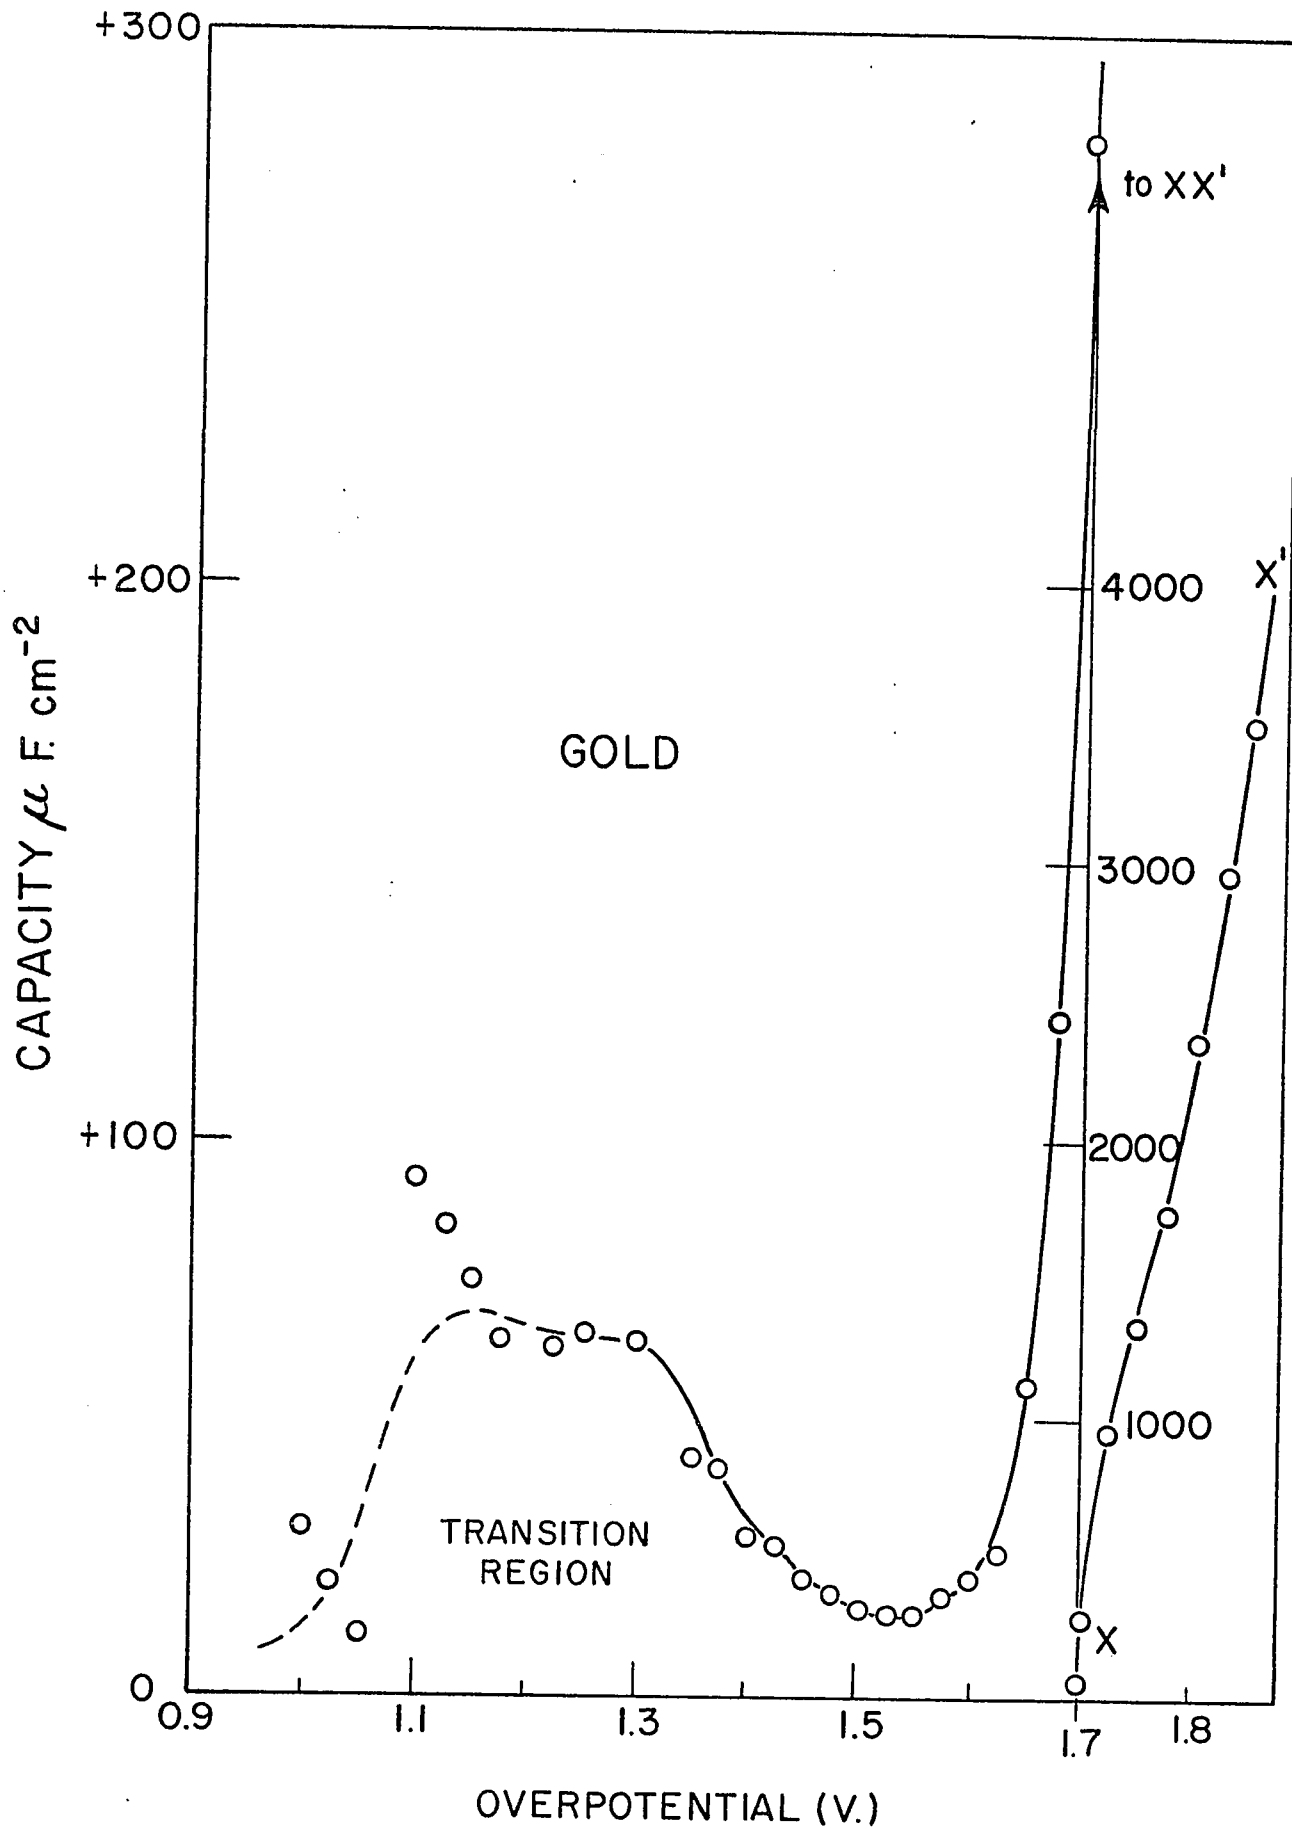 +300
to XX'
+200
4000
X'
CAPACITY μ F. cm⁻²
GOLD
3000
+100
2000
1000
TRANSITION
REGION
X
0
0.9
1.1
1.3
1.5
1.7
1.8
OVERPOTENTIAL (V.)